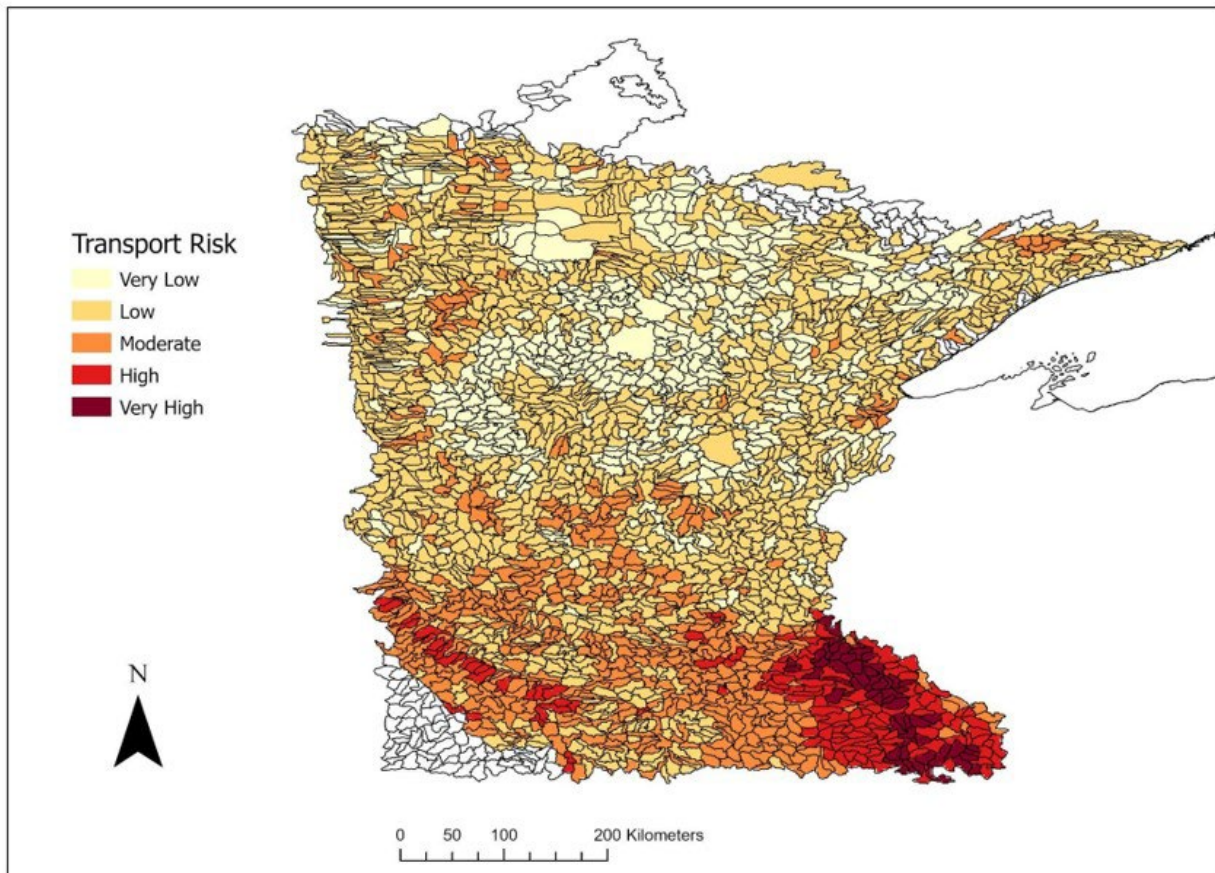 Transport Risk
Very Low
Low
Moderate
High
Very High
N
0 50 100 200 Kilometers